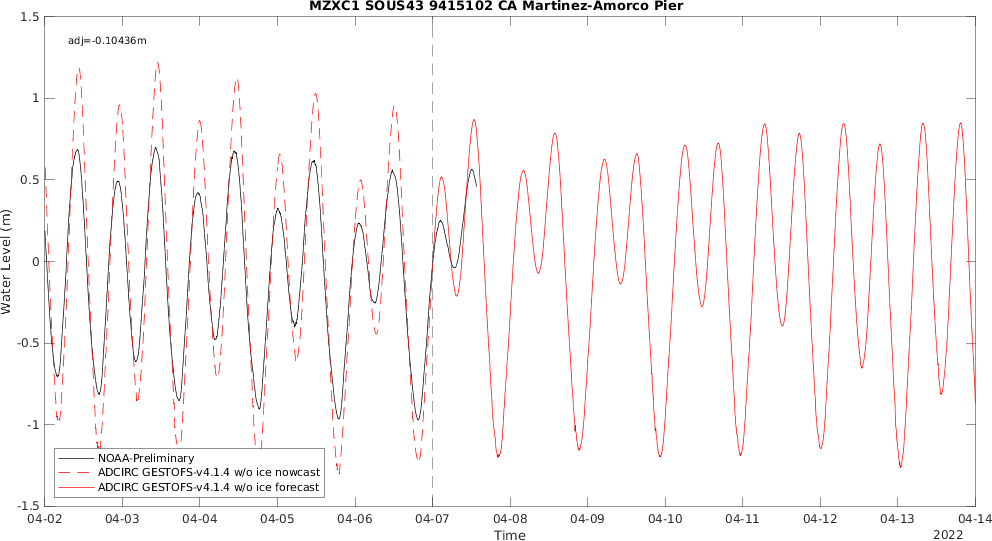 MZXC1 SOUS43 9415102 CA Martinez-Amorco Pier
adj=-0.10436m
1.5
1
0.5
0
-0.5
-1
-1.5
Water Level (m)
NOAA-Preliminary
ADCIRC GESTOFS-v4.1.4 w/o ice nowcast
ADCIRC GESTOFS-v4.1.4 w/o ice forecast
04-02 04-03 04-04 04-05 04-06 04-07 04-08 04-09 04-10 04-11 04-12 04-13 04-14
Time
2022